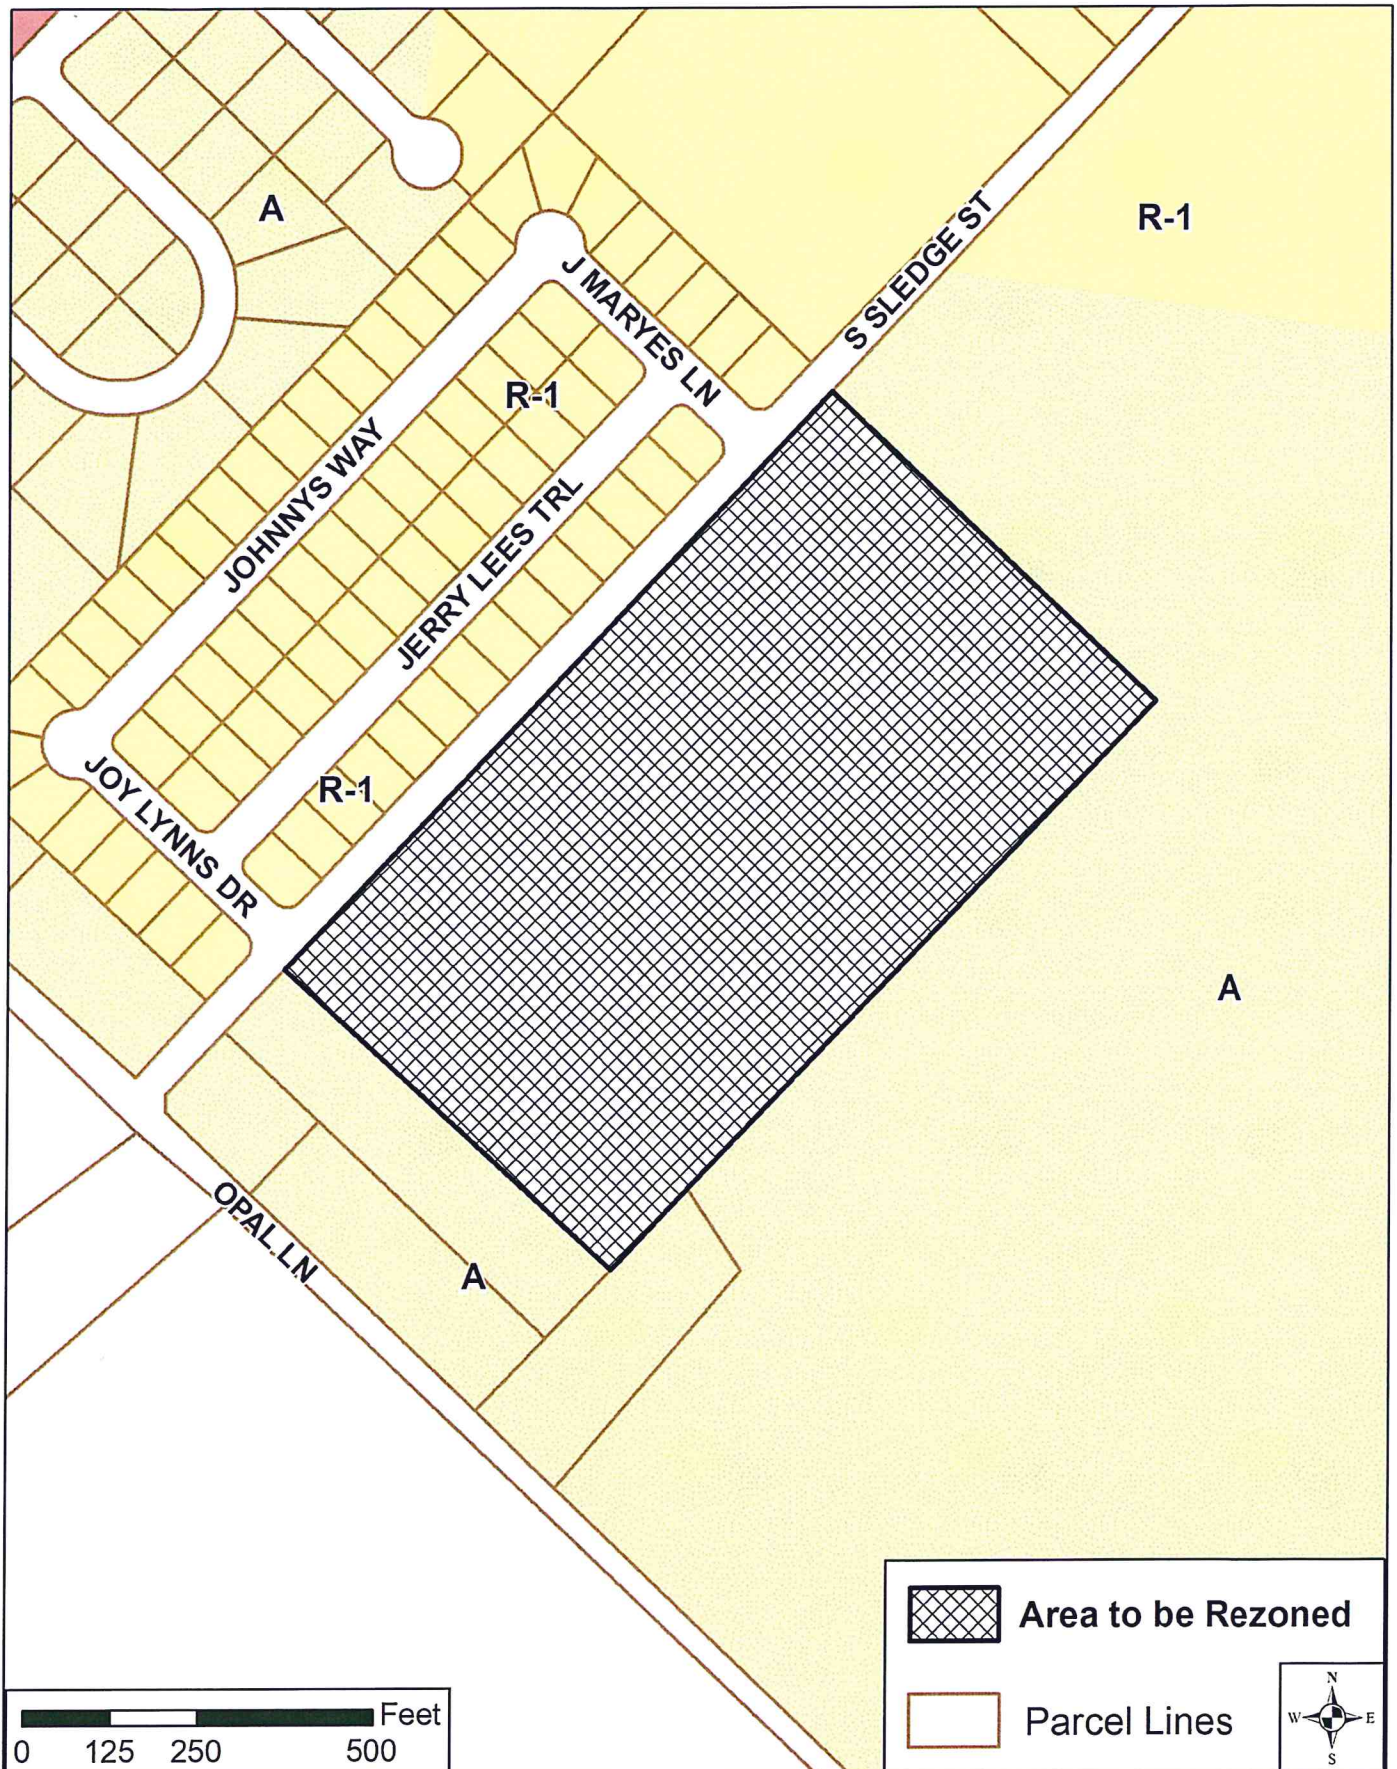 A
R-1
S SLEDGE ST
J MARYES LN
R-1
JOHNNYS WAY
JERRY LEES TRL
R-1
JOY LYNNS DR
A
OPAL LN
A
Area to be Rezoned
Parcel Lines
N
W E
S
Feet
0 125 250 500